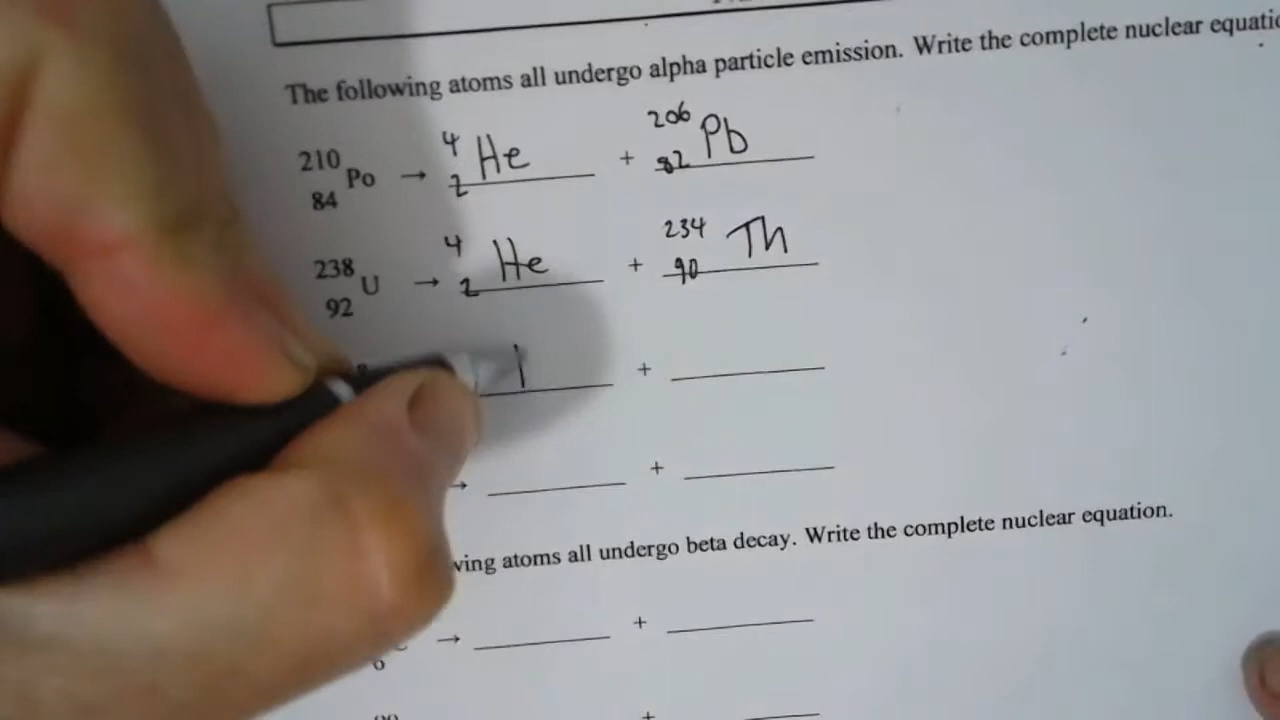 The following atoms all undergo alpha particle emission. Write the complete nuclear
210 84 Po → 4 2 He + 206 82 Pb
238 92 U → 4 2 He + 234 90 Th
+
→ +
atoms all undergo beta decay. Write the complete nuclear equation.
→ +
+